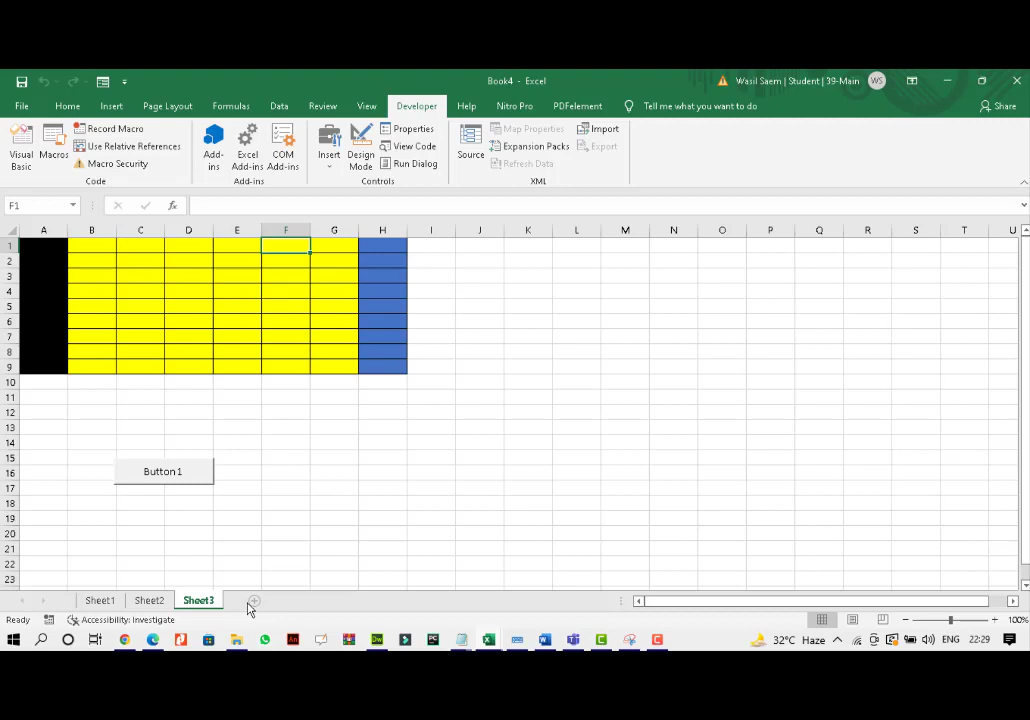 Book4 - Excel
Wasil Saem | Student | 39-Main WS
File Home Insert Page Layout Formulas Data Review View Developer Help Nitro Pro PDFelement Tell me what you want to do Share
Visual Basic
Macros
Record Macro
Use Relative References
Macro Security
Code
Add-ins
Excel Add-ins
COM Add-ins
Add-ins
Insert
Design Mode
Properties
View Code
Run Dialog
Controls
Source
Map Properties
Expansion Packs
Refresh Data
Import
Export
XML
F1
fx
A B C D E F G H I J K L M N O P Q R S T U
1
2
3
4
5
6
7
8
9
10
11
12
13
14
15
16
17
18
19
20
21
22
23
Button 1
Sheet1 Sheet2 Sheet3
Ready Accessibility: Investigate 100%
32°C Haze ENG 22:29